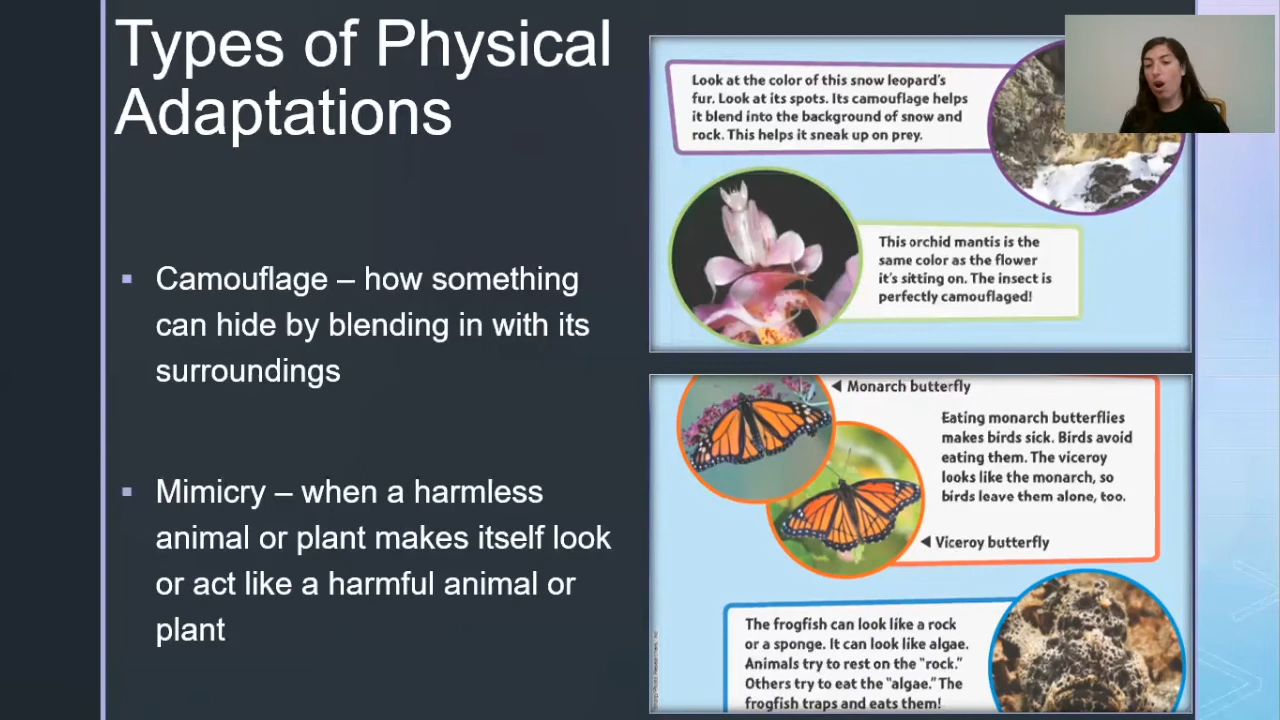 Types of Physical
Adaptations
Camouflage – how something
can hide by blending in with its
surroundings
Mimicry – when a harmless
animal or plant makes itself look
or act like a harmful animal or
plant
Look at the color of this snow leopard's
fur. Look at its spots. Its camouflage helps
it blend into the background of snow and
rock. This helps it sneak up on prey.
This orchid mantis is the
same color as the flower
it's sitting on. The insect is
perfectly camouflaged!
Monarch butterfly
Eating monarch butterflies
makes birds sick. Birds avoid
eating them. The viceroy
looks like the monarch, so
birds leave them alone, too.
Viceroy butterfly
The frogfish can look like a rock
or a sponge. It can look like algae.
Animals try to rest on the "rock."
Others try to eat the "algae." The
frogfish traps and eats them!